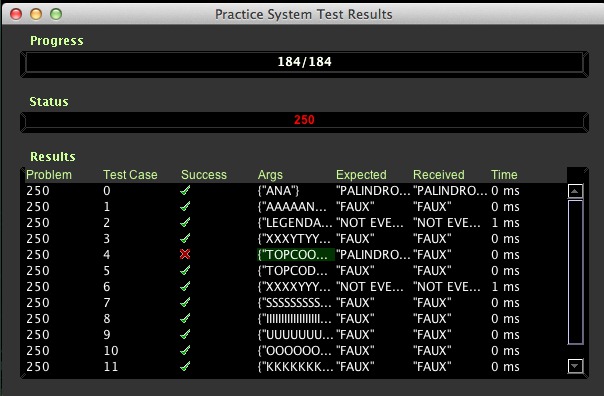 Practice System Test Results
Progress
184/184
Status
250
Results
Problem Test Case Success Args Expected Received Time
250 0 {"ANA"} "PALINDRO... "PALINDRO... 0 ms
250 1 {"AAAAAN... "FAUX" "FAUX" 0 ms
250 2 {"LEGENDA... "NOT EVE... "NOT EVE... 1 ms
250 3 {"XXXYTYY... "FAUX" "FAUX" 0 ms
250 4 {"TOPCOO... "PALINDRO... "FAUX" 0 ms
250 5 {"TOPCOD... "FAUX" "FAUX" 0 ms
250 6 {"XXXXYYY... "NOT EVE... "NOT EVE... 1 ms
250 7 {"SSSSSSSSS... "FAUX" "FAUX" 0 ms
250 8 {"IIIIIIIIIIIIIIIIII... "FAUX" "FAUX" 0 ms
250 9 {"UUUUUUU... "FAUX" "FAUX" 0 ms
250 10 {"OOOOOO... "FAUX" "FAUX" 0 ms
250 11 {"KKKKKKK... "FAUX" "FAUX" 0 ms